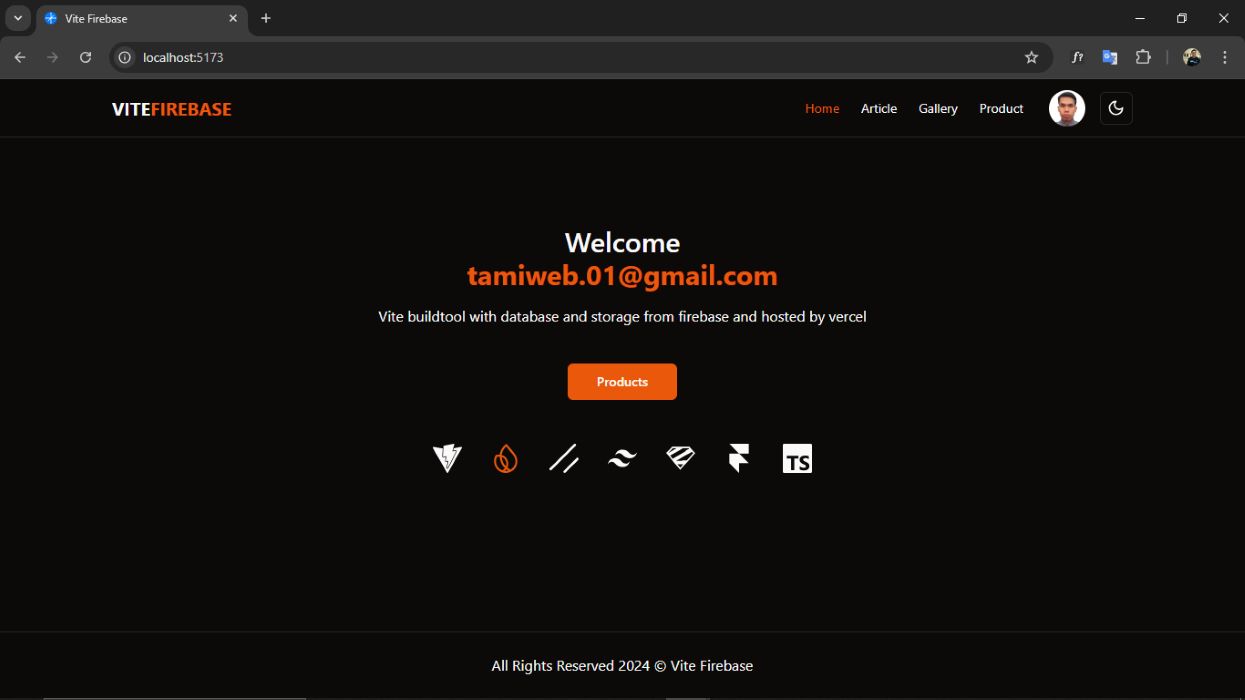 Vite Firebase
localhost:5173
f?
VITEFIREBASE
Home Article Gallery Product
Welcome
tamiweb.01@gmail.com
Vite buildtool with database and storage from firebase and hosted by vercel
Products
TS
All Rights Reserved 2024 © Vite Firebase